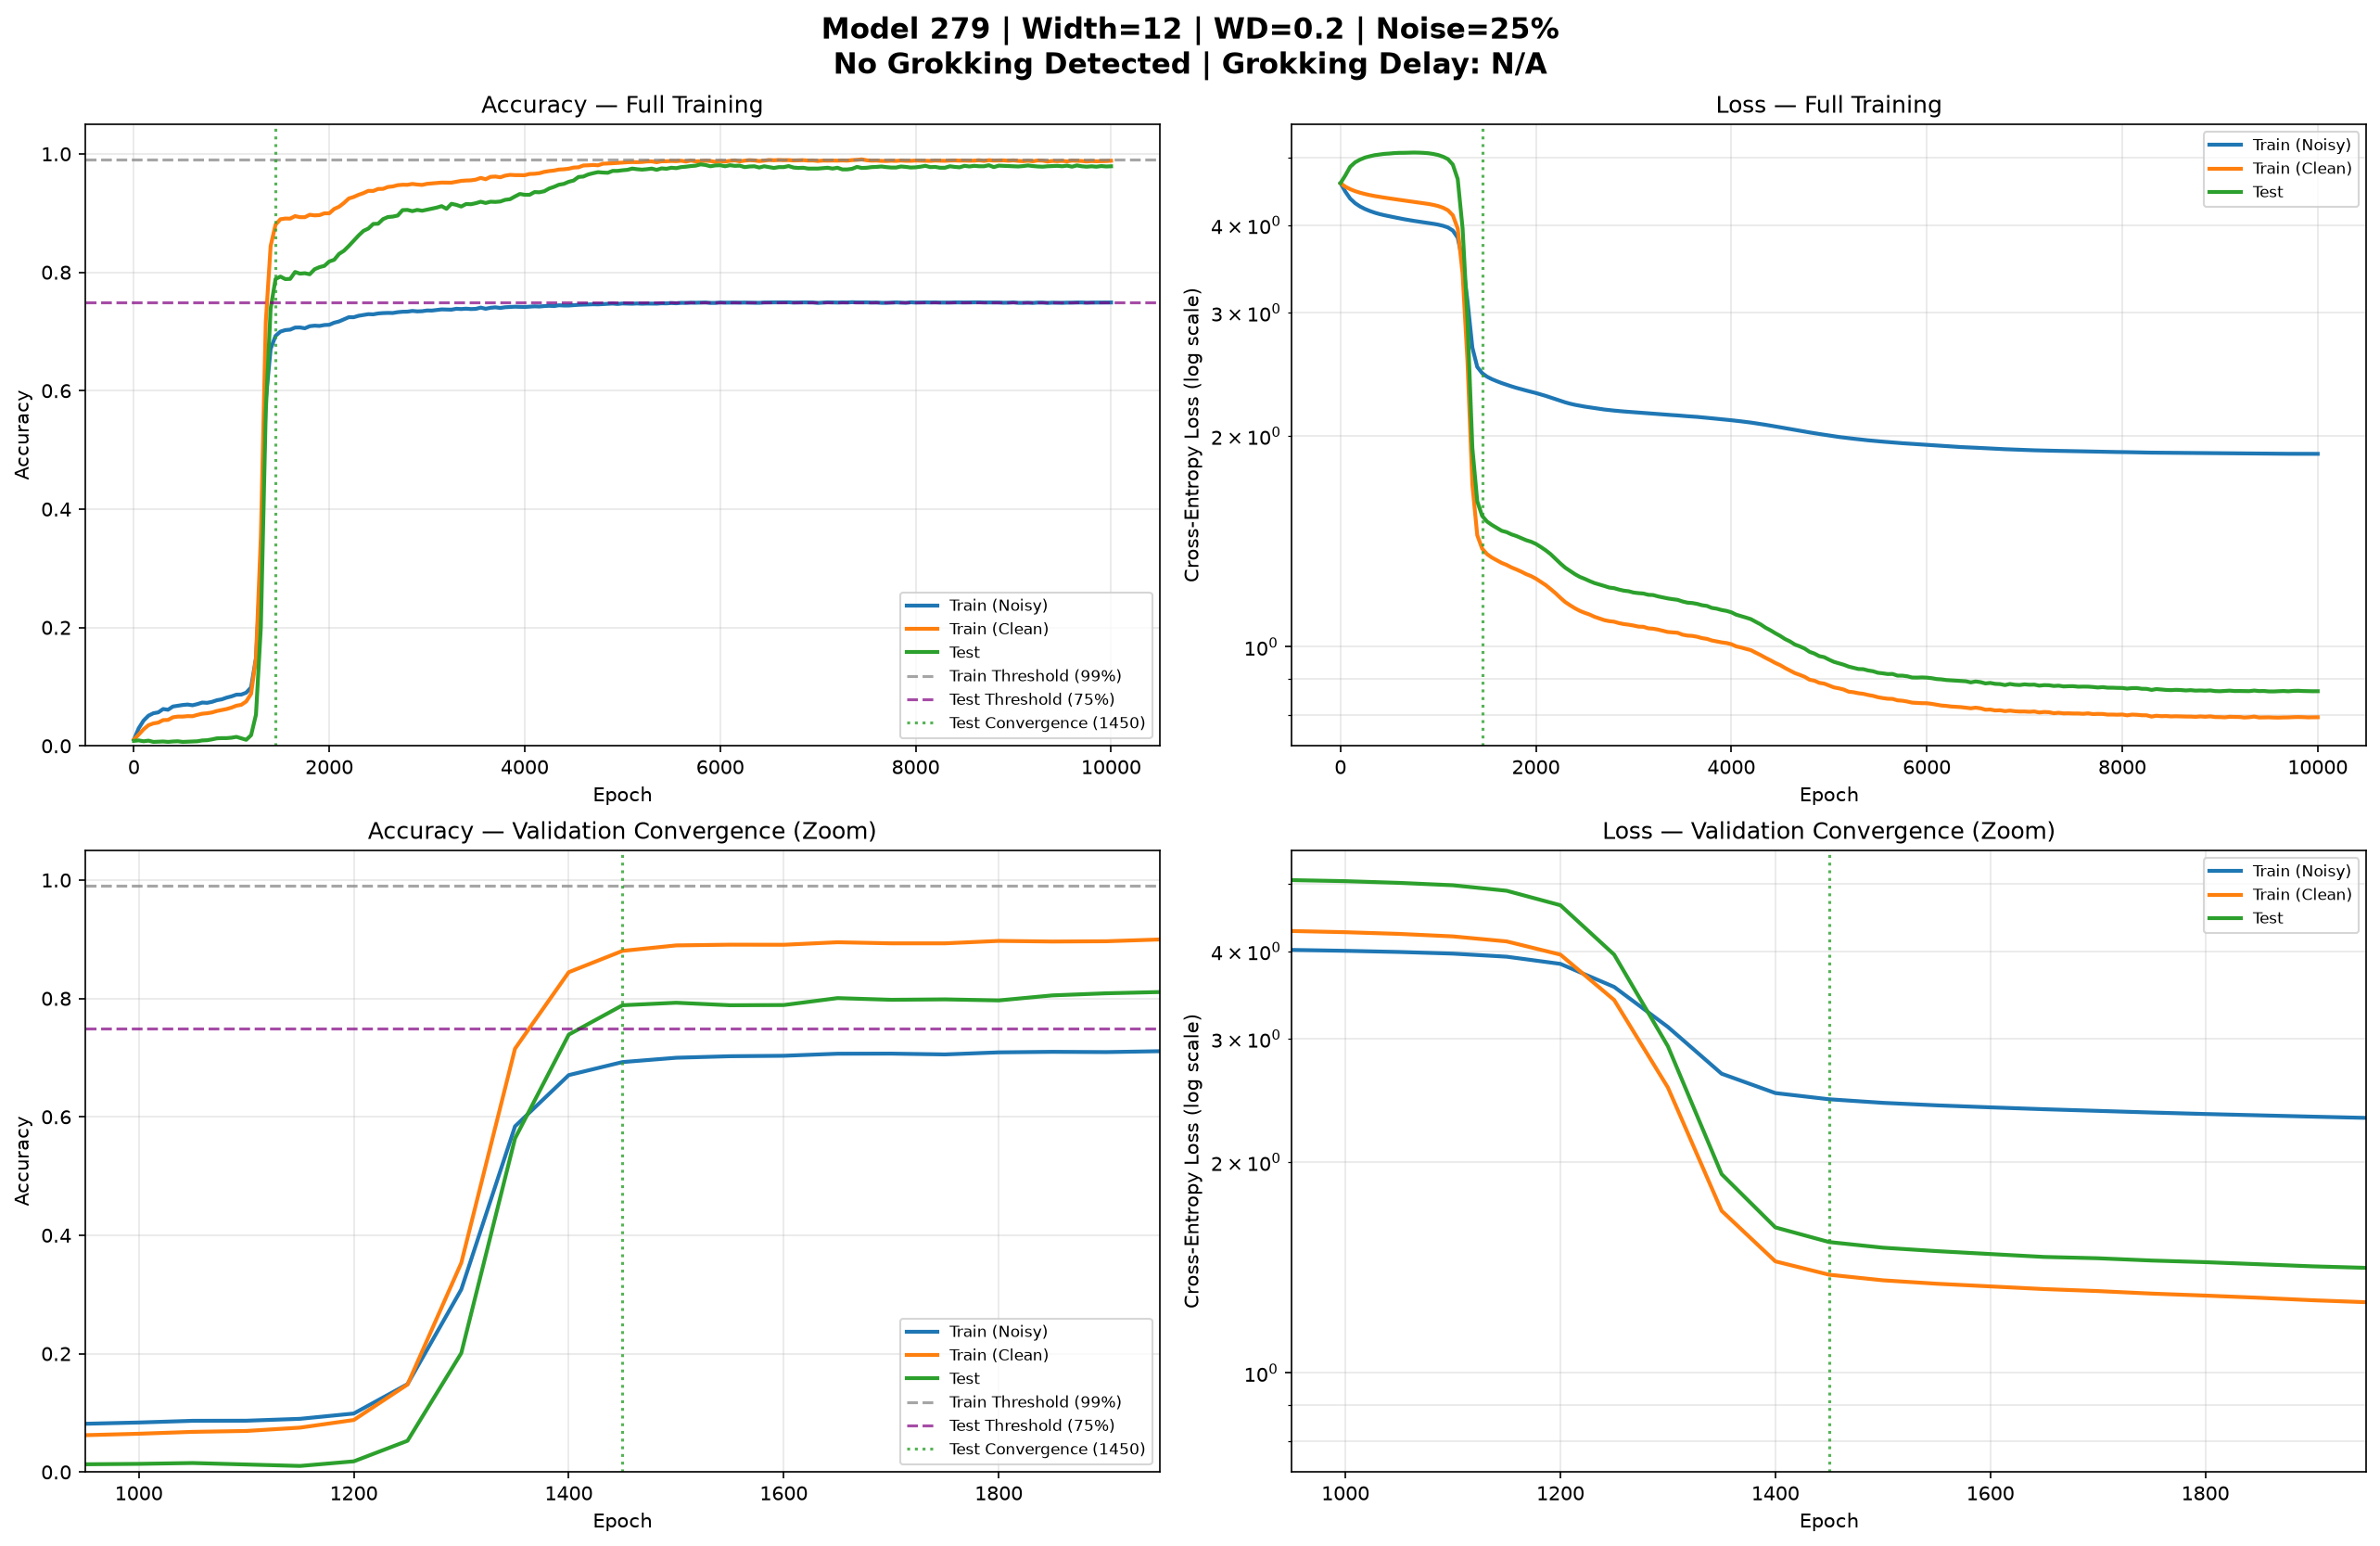 Model 279 | Width=12 | WD=0.2 | Noise=25%
No Grokking Detected | Grokking Delay: N/A
Accuracy — Full Training
Accuracy
1.0
0.8
0.6
0.4
0.2
0.0
0 2000 4000 6000 8000 10000
Epoch
Train (Noisy)
Train (Clean)
Test
Train Threshold (99%)
Test Threshold (75%)
Test Convergence (1450)
Loss — Full Training
Cross-Entropy Loss (log scale)
4 × 10⁰
3 × 10⁰
2 × 10⁰
10⁰
0 2000 4000 6000 8000 10000
Epoch
Train (Noisy)
Train (Clean)
Test
Accuracy — Validation Convergence (Zoom)
Accuracy
1.0
0.8
0.6
0.4
0.2
0.0
1000 1200 1400 1600 1800
Epoch
Train (Noisy)
Train (Clean)
Test
Train Threshold (99%)
Test Threshold (75%)
Test Convergence (1450)
Loss — Validation Convergence (Zoom)
Cross-Entropy Loss (log scale)
4 × 10⁰
3 × 10⁰
2 × 10⁰
10⁰
1000 1200 1400 1600 1800
Epoch
Train (Noisy)
Train (Clean)
Test